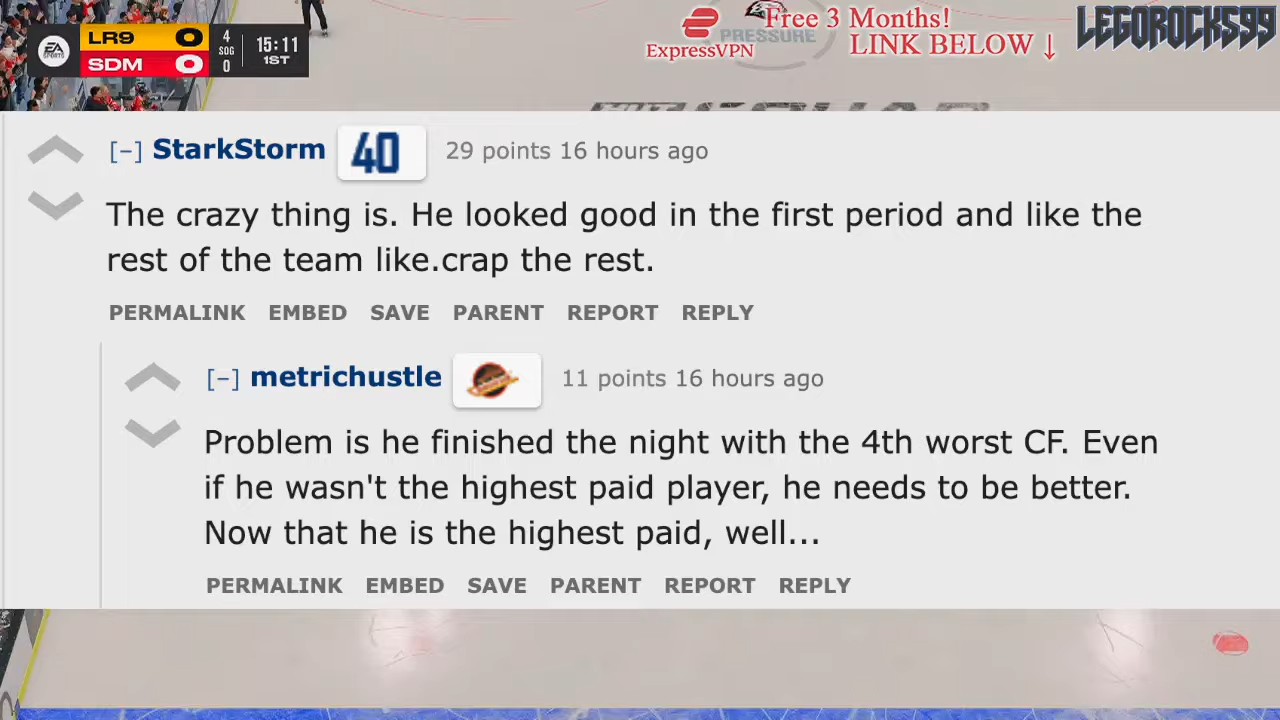 LR9 0
SDM 0
4
SOG
0
15:11
1ST
EA
SPORTS
ExpressVPN
Free 3 Months!
LINK BELOW ↓
PRESSURE
LEGOROCKS99
[–] StarkStorm 40 29 points 16 hours ago
The crazy thing is. He looked good in the first period and like the
rest of the team like.crap the rest.
PERMALINK EMBED SAVE PARENT REPORT REPLY
[–] metrichustle 11 points 16 hours ago
Problem is he finished the night with the 4th worst CF. Even
if he wasn't the highest paid player, he needs to be better.
Now that he is the highest paid, well...
PERMALINK EMBED SAVE PARENT REPORT REPLY